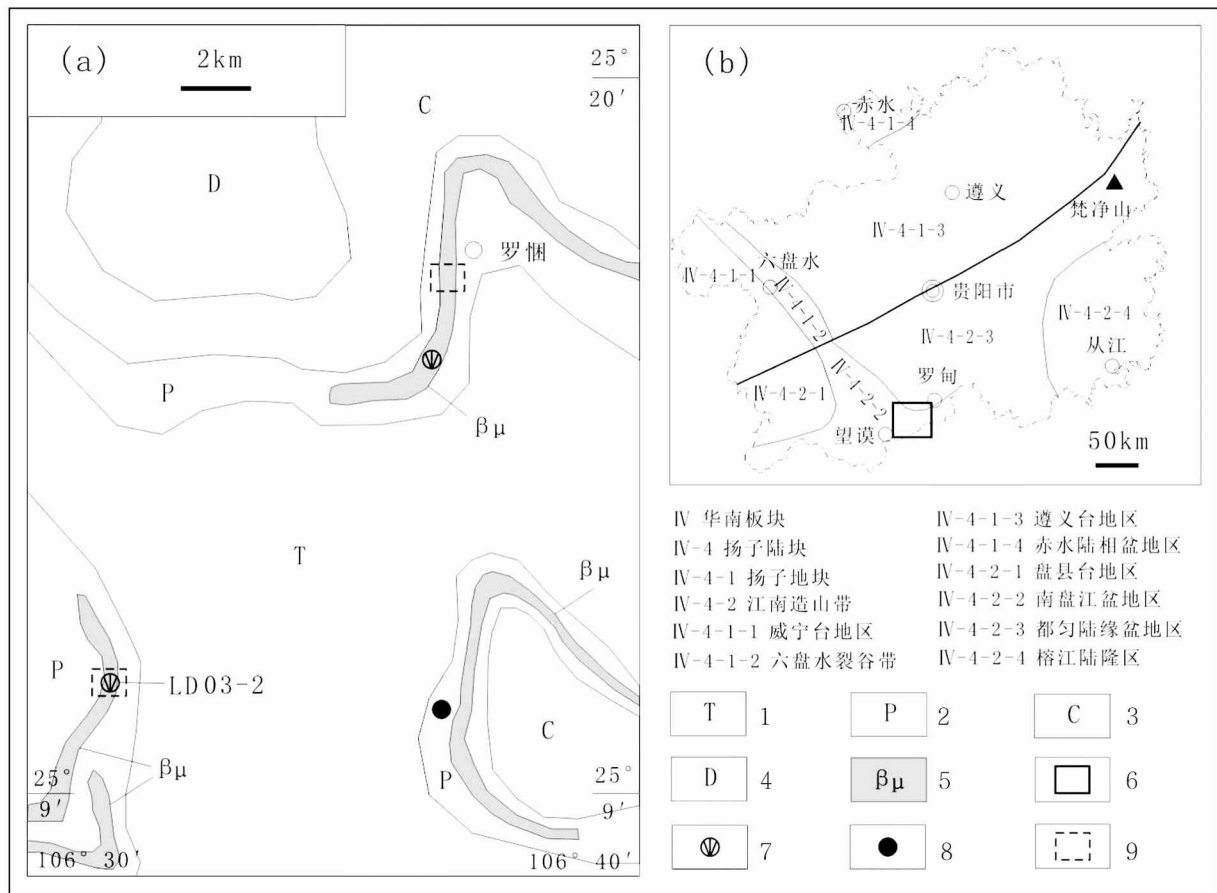 (a)
2km
25°
20′
C
D
罗悃
P
βμ
T
βμ
P
LD03-2
C
βμ
P
25°
9′
25°
9′
106° 30′
106° 40′
(b)
赤水
Ⅳ-4-1-4
遵义
梵净山
Ⅳ-4-1-3
六盘水
Ⅳ-4-1-1
Ⅳ-4-1-2
贵阳市
Ⅳ-4-2-4
Ⅳ-4-2-3
从江
罗甸
Ⅳ-4-2-1
Ⅳ-4-2-2
望谟
50km
Ⅳ 华南板块
Ⅳ-4 扬子陆块
Ⅳ-4-1 扬子地块
Ⅳ-4-2 江南造山带
Ⅳ-4-1-1 威宁台地区
Ⅳ-4-1-2 六盘水裂谷带
Ⅳ-4-1-3 遵义台地区
Ⅳ-4-1-4 赤水陆相盆地区
Ⅳ-4-2-1 盘县台地区
Ⅳ-4-2-2 南盘江盆地区
Ⅳ-4-2-3 都匀陆缘盆地区
Ⅳ-4-2-4 榕江陆隆区
T 1 P 2 C 3
D 4 βμ 5 6
7 8 9